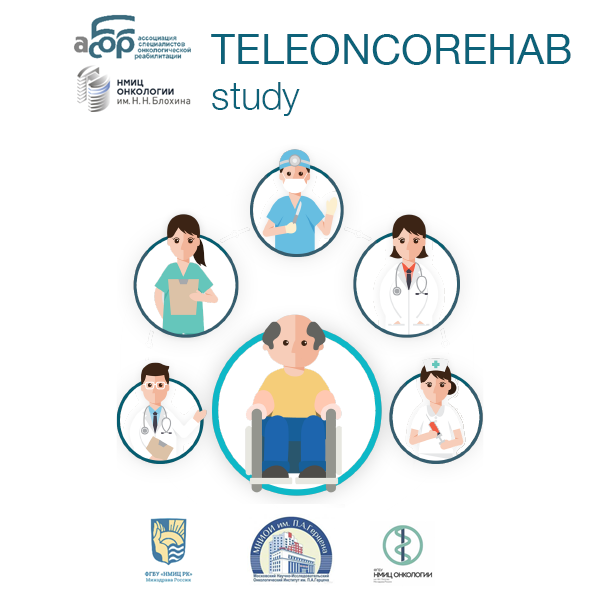 асор
ассоциация
специалистов
онкологической
реабилитации
TELEONCOREHAB
study
НМИЦ
ОНКОЛОГИИ
им. Н. Н. Блохина
ФГБУ «НМИЦ РК»
Минздрава России
МНИОИ им. П.А.Герцена
Московский Научно-Исследовательский
Онкологический Институт им. П.А.Герцена
ФГБУ
НМИЦ ОНКОЛОГИИ